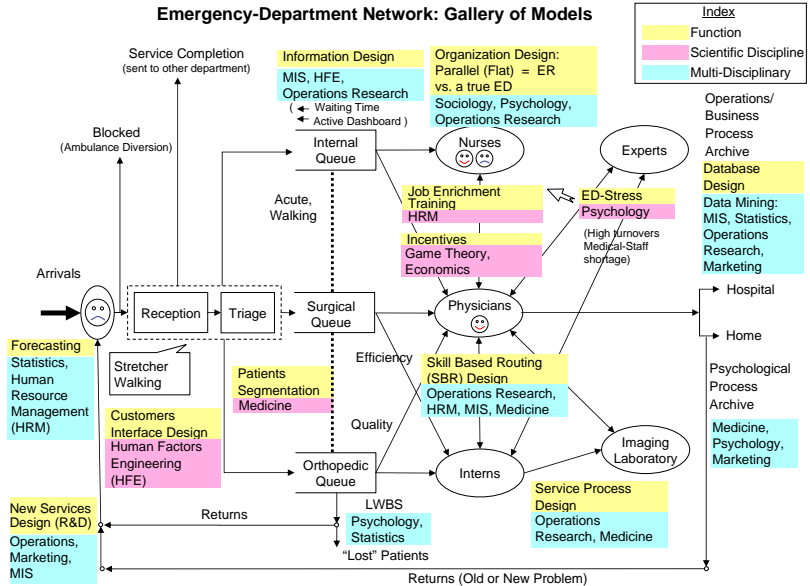 Emergency-Department Network: Gallery of Models
Index
Function
Scientific Discipline
Multi-Disciplinary
Service Completion
(sent to other department)
Information Design
MIS, HFE,
Operations Research
( Waiting Time
Active Dashboard )
Organization Design:
Parallel (Flat) = ER
vs. a true ED
Sociology, Psychology,
Operations Research
Operations/
Business
Process
Archive
Database
Design
Data Mining:
MIS, Statistics,
Operations
Research,
Marketing
Blocked
(Ambulance Diversion)
Internal
Queue
Nurses
Experts
Acute,
Walking
Job Enrichment
Training
HRM
ED-Stress
Psychology
(High turnovers
Medical-Staff
shortage)
Incentives
Game Theory,
Economics
Arrivals
Reception
Triage
Surgical
Queue
Physicians
Hospital
Home
Forecasting
Statistics,
Human
Resource
Management
(HRM)
Stretcher
Walking
Patients
Segmentation
Medicine
Efficiency
Skill Based Routing
(SBR) Design
Operations Research,
HRM, MIS, Medicine
Psychological
Process
Archive
Medicine,
Psychology,
Marketing
Customers
Interface Design
Human Factors
Engineering
(HFE)
Quality
Orthopedic
Queue
Interns
Imaging
Laboratory
Service Process
Design
Operations
Research, Medicine
New Services
Design (R&D)
Operations,
Marketing,
MIS
Returns
LWBS
Psychology,
Statistics
“Lost” Patients
Returns (Old or New Problem)